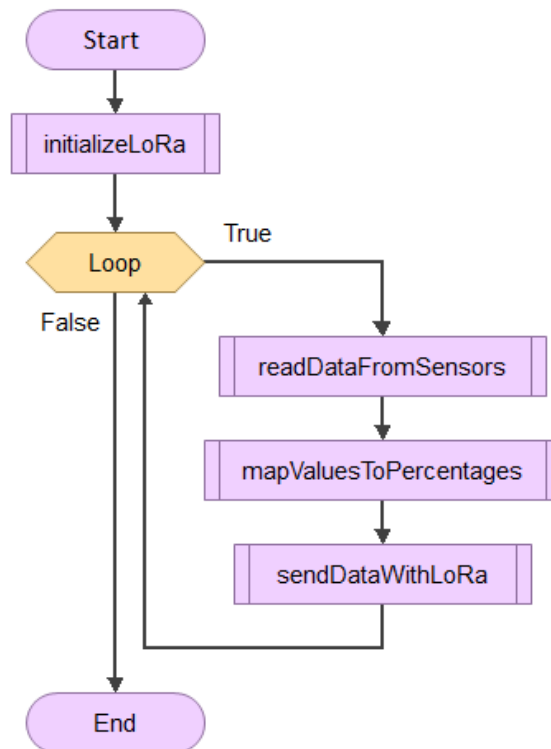 Start
initializeLoRa
Loop
True
False
readDataFromSensors
mapValuesToPercentages
sendDataWithLoRa
End